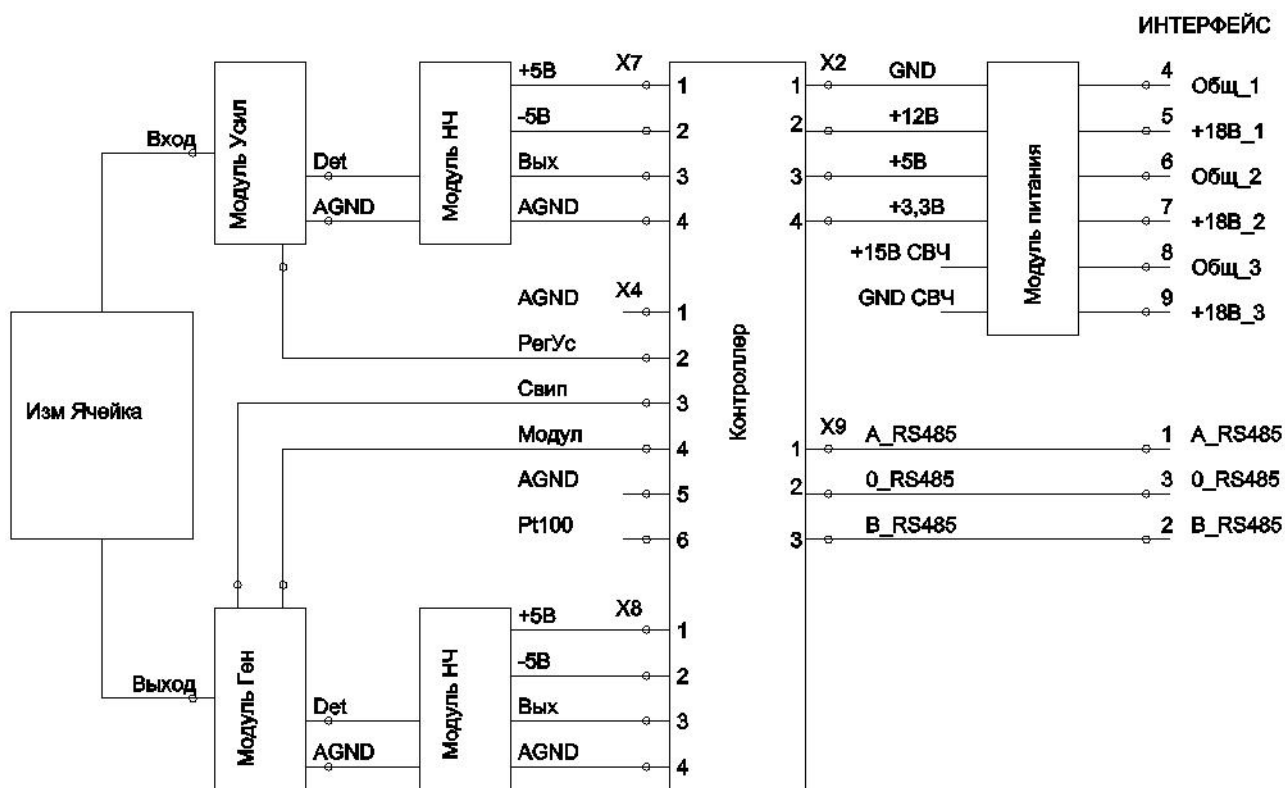 ИНТЕРФЕЙС
+5В X7 X2 GND 4 Общ_1
1 1
-5В +12В 5 +18В_1
2 2
Вход Det Вых +5В 6 Общ_2
3 3
AGND AGND +3,3В 7 +18В_2
4 4
Модуль Усил
Модуль НЧ
Контроллер
Модуль питания
+15В СВЧ 8 Общ_3
AGND X4 GND СВЧ 9 +18В_3
1
РегУс
2
Изм Ячейка
Свип
3
Модул X9 A_RS485 1 A_RS485
4 1
AGND 0_RS485 3 0_RS485
5 2
Pt100 B_RS485 2 B_RS485
6 3
+5В X8
1
-5В
2
Выход Det Вых
3
AGND AGND
4
Модуль Ген
Модуль НЧ